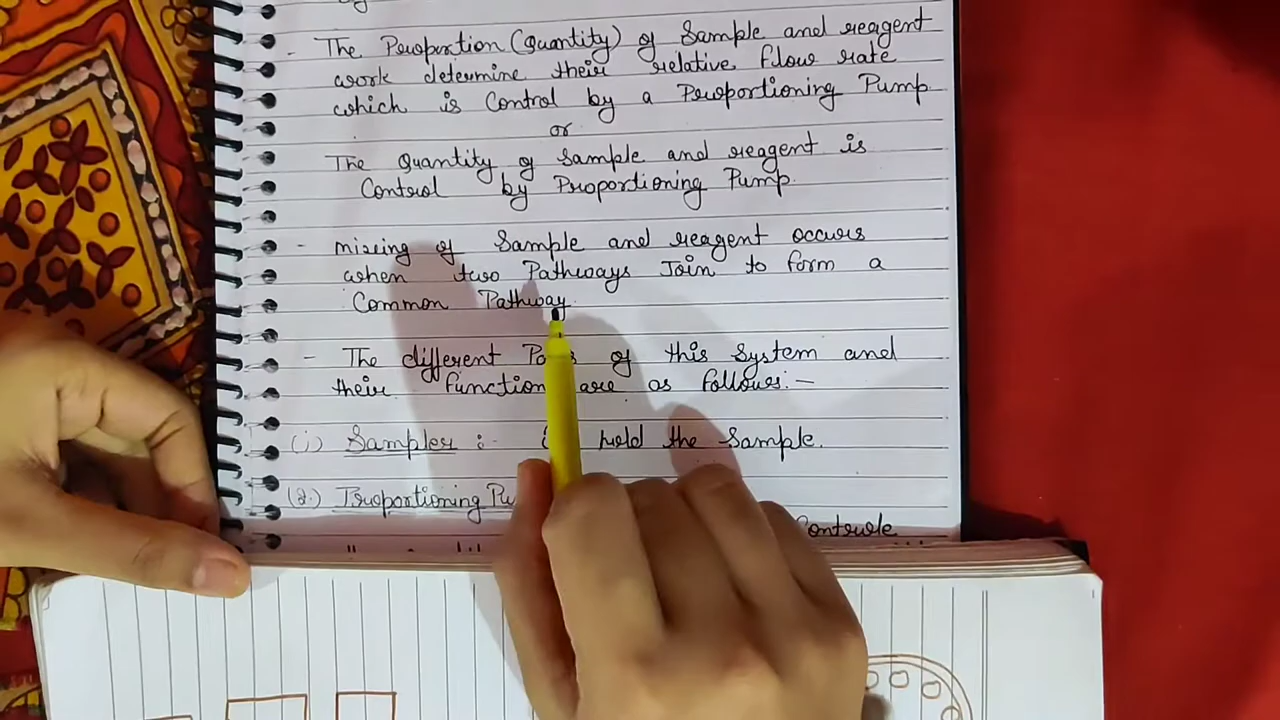 - The Proportion (Quantity) of Sample and reagent
work determine their relative flow rate
which is Control by a Proportioning Pump
or
The Quantity of Sample and reagent is
Control by Proportioning Pump.
- mixing of Sample and reagent occurs
when two Pathways Join to form a
Common Pathway.
- The different of this System and
their function are as follows:-
(1) Sampler :- hold the Sample.
(2.) Proportioning
Controle